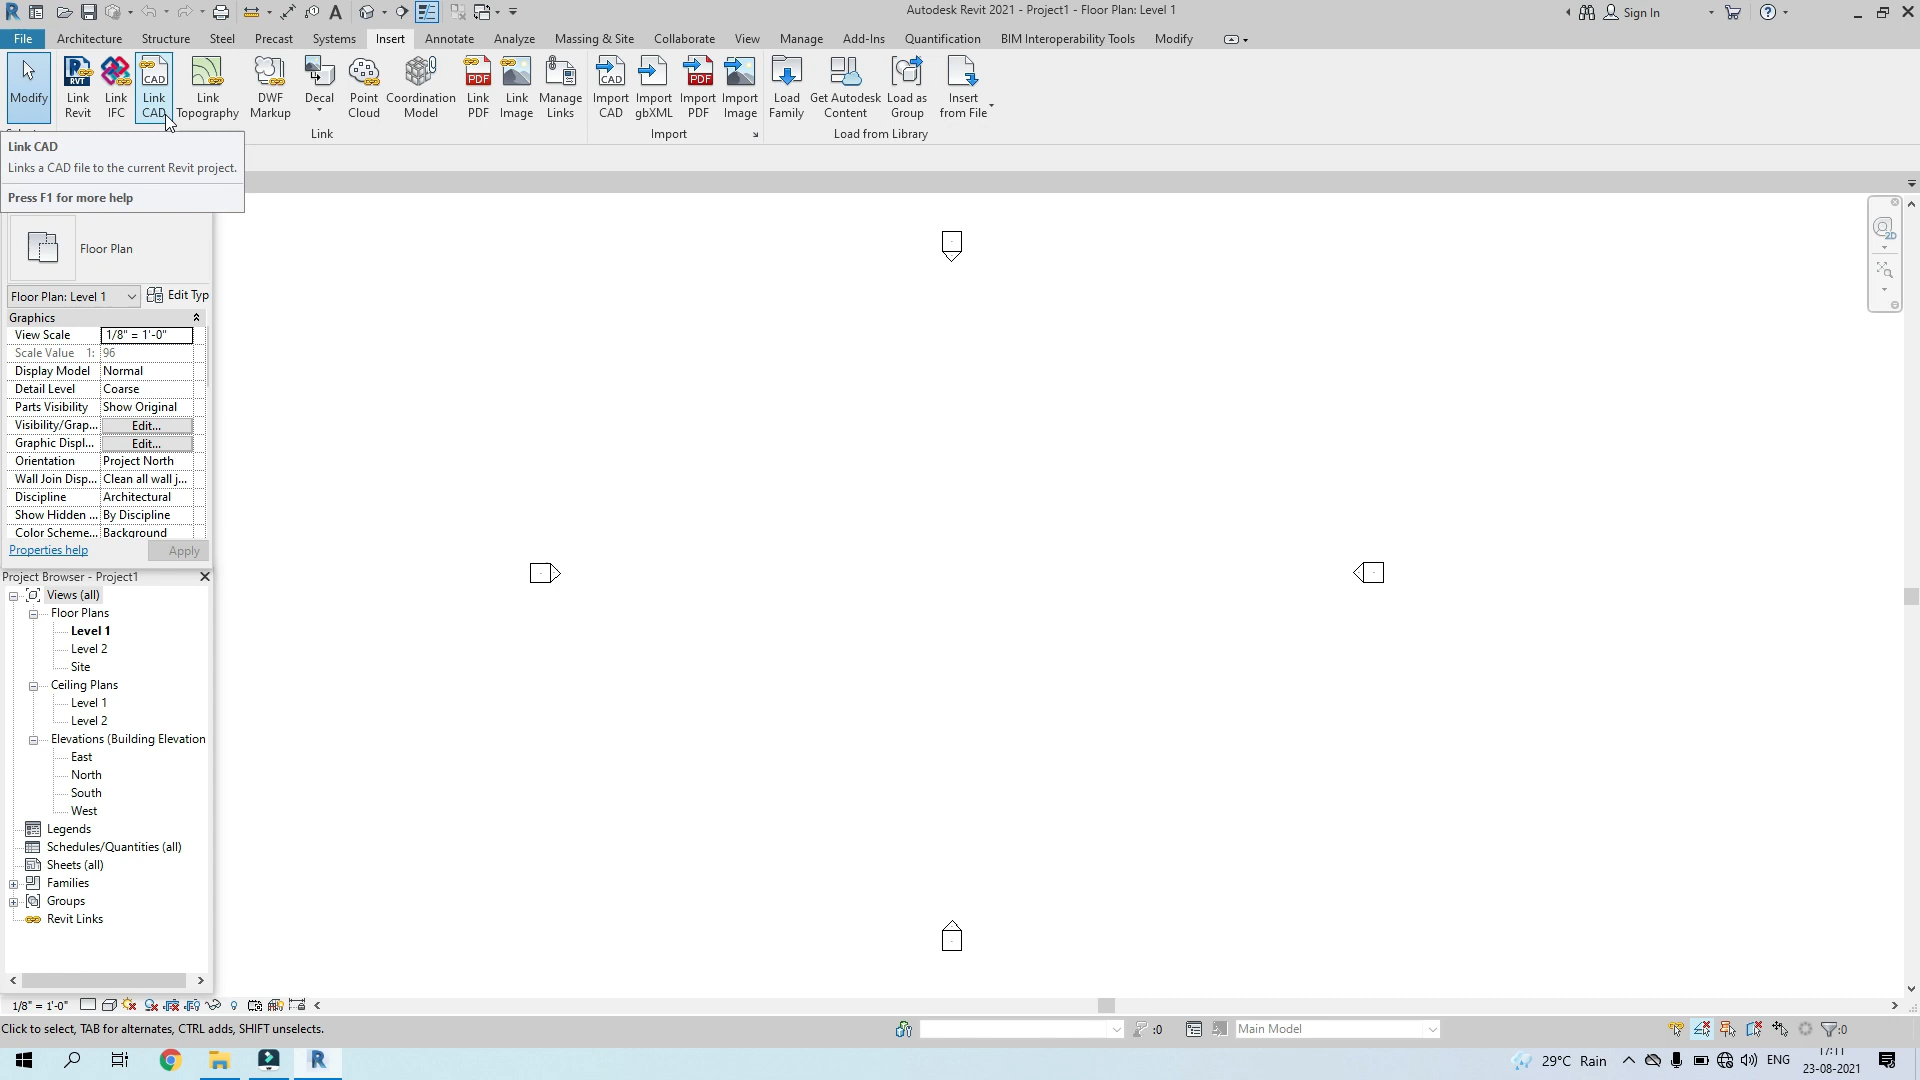 Autodesk Revit 2021 - Project1 - Floor Plan: Level 1
Sign In
File Architecture Structure Steel Precast Systems Insert Annotate Analyze Massing & Site Collaborate View Manage Add-Ins Quantification BIM Interoperability Tools Modify
Modify
Link Revit
Link IFC
CAD
Link CAD
Link Topography
DWF Markup
Decal
Point Cloud
Coordination Model
PDF
Link PDF
Link Image
Manage Links
CAD
Import CAD
Import gbXML
PDF
Import PDF
Import Image
Load Family
Get Autodesk Content
Load as Group
Insert from File
Link
Import
Load from Library
Link CAD
Links a CAD file to the current Revit project.
Press F1 for more help
2D
Floor Plan
Floor Plan: Level 1 Edit Typ
Graphics
View Scale 1/8" = 1'-0"
Scale Value 1: 96
Display Model Normal
Detail Level Coarse
Parts Visibility Show Original
Visibility/Grap... Edit...
Graphic Displ... Edit...
Orientation Project North
Wall Join Disp... Clean all wall j...
Discipline Architectural
Show Hidden ... By Discipline
Color Scheme... Background
Properties help Apply
Project Browser - Project1
Views (all)
Floor Plans
Level 1
Level 2
Site
Ceiling Plans
Level 1
Level 2
Elevations (Building Elevation
East
North
South
West
Legends
Schedules/Quantities (all)
Sheets (all)
Families
Groups
Revit Links
1/8" = 1'-0"
Click to select, TAB for alternates, CTRL adds, SHIFT unselects.
:0
Main Model
:0
29°C Rain
ENG
17:11
23-08-2021